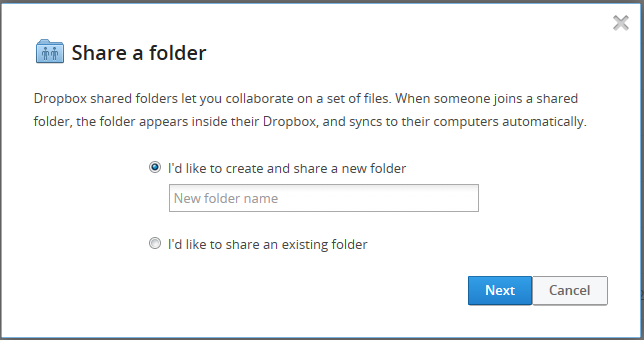 Share a folder
Dropbox shared folders let you collaborate on a set of files. When someone joins a shared
folder, the folder appears inside their Dropbox, and syncs to their computers automatically.
I'd like to create and share a new folder
New folder name
I'd like to share an existing folder
Next Cancel